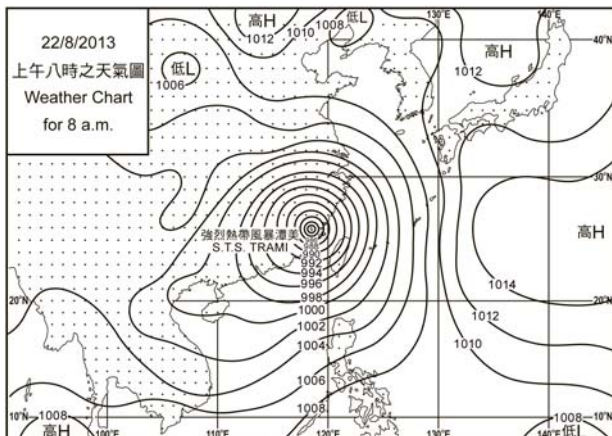 22/8/2013
上午八時之天氣圖
Weather Chart
for 8 a.m.
高H
1012
1010
1008
低L
130°E
140°E
40°N
高H
1012
低L
1006
30°N
強烈熱帶風暴潭美
S.T.S. TRAMI
990
992
994
996
998
1000
1002
1004
1006
1008
高H
1014
1012
1010
20°N
20°N
10°N
10°N
1008
高H
100°E
110°E
120°E
130°E
1008
低L
140°E